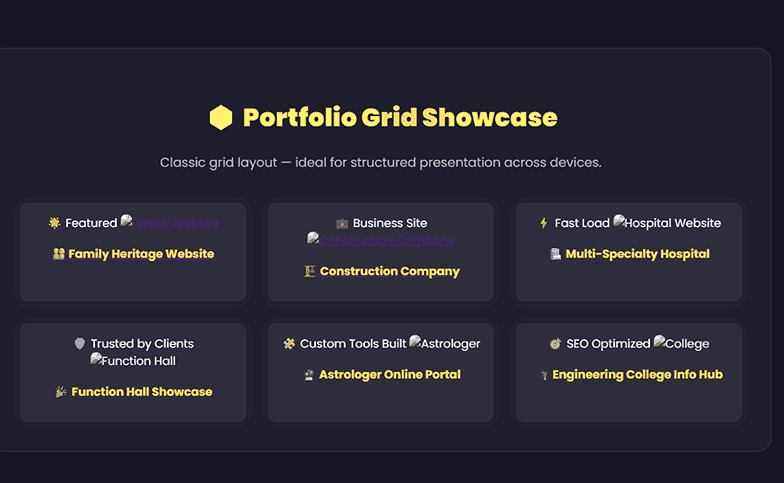 Portfolio Grid Showcase
Classic grid layout — ideal for structured presentation across devices.
Featured Family Website
Family Heritage Website
Business Site
Construction Company
Construction Company
Fast Load Hospital Website
Multi-Specialty Hospital
Trusted by Clients
Function Hall
Function Hall Showcase
Custom Tools Built Astrologer
Astrologer Online Portal
SEO Optimized College
Engineering College Info Hub